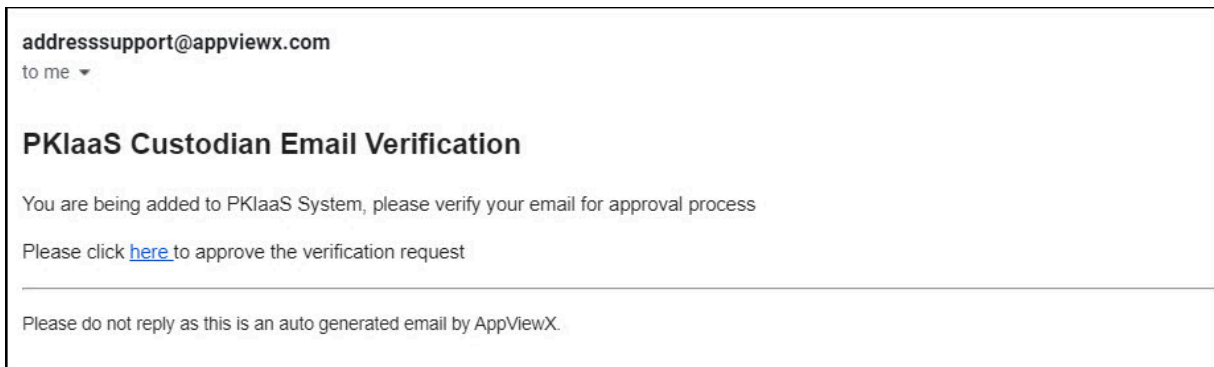 addresssupport@appviewx.com
to me
PKIaaS Custodian Email Verification
You are being added to PKIaaS System, please verify your email for approval process
Please click here to approve the verification request
Please do not reply as this is an auto generated email by AppViewX.